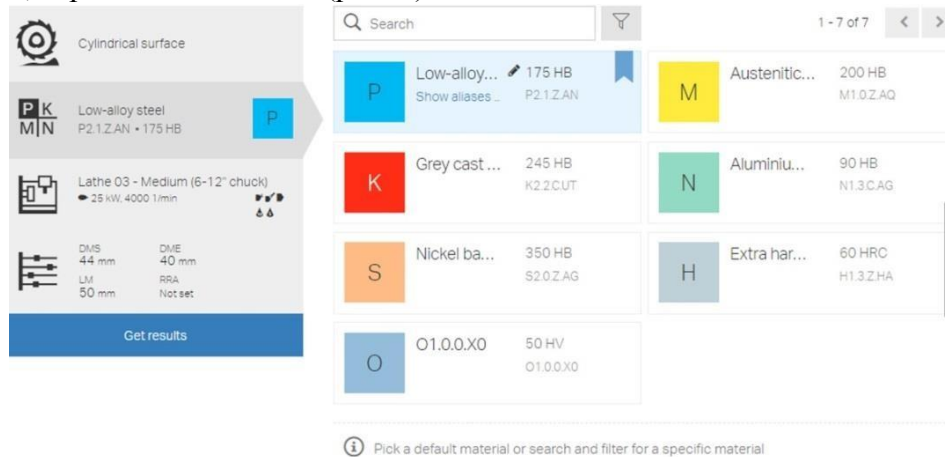 Cylindrical surface
P K
M N
Low-alloy steel
P2.1.Z.AN • 175 HB
P
Lathe 03 - Medium (6-12" chuck)
25 kW, 4000 1/min
DMS
44 mm
DME
40 mm
LM
50 mm
RRA
Not set
Get results
Search
1 - 7 of 7
P
Low-alloy... 175 HB
Show aliases .. P2.1.Z.AN
M
Austenitic... 200 HB
M1.0.Z.AQ
K
Grey cast ... 245 HB
K2.2.C.UT
N
Aluminiu... 90 HB
N1.3.C.AG
S
Nickel ba... 350 HB
S2.0.Z.AG
H
Extra har... 60 HRC
H1.3.Z.HA
O
O1.0.0.X0 50 HV
O1.0.0.X0
Pick a default material or search and filter for a specific material